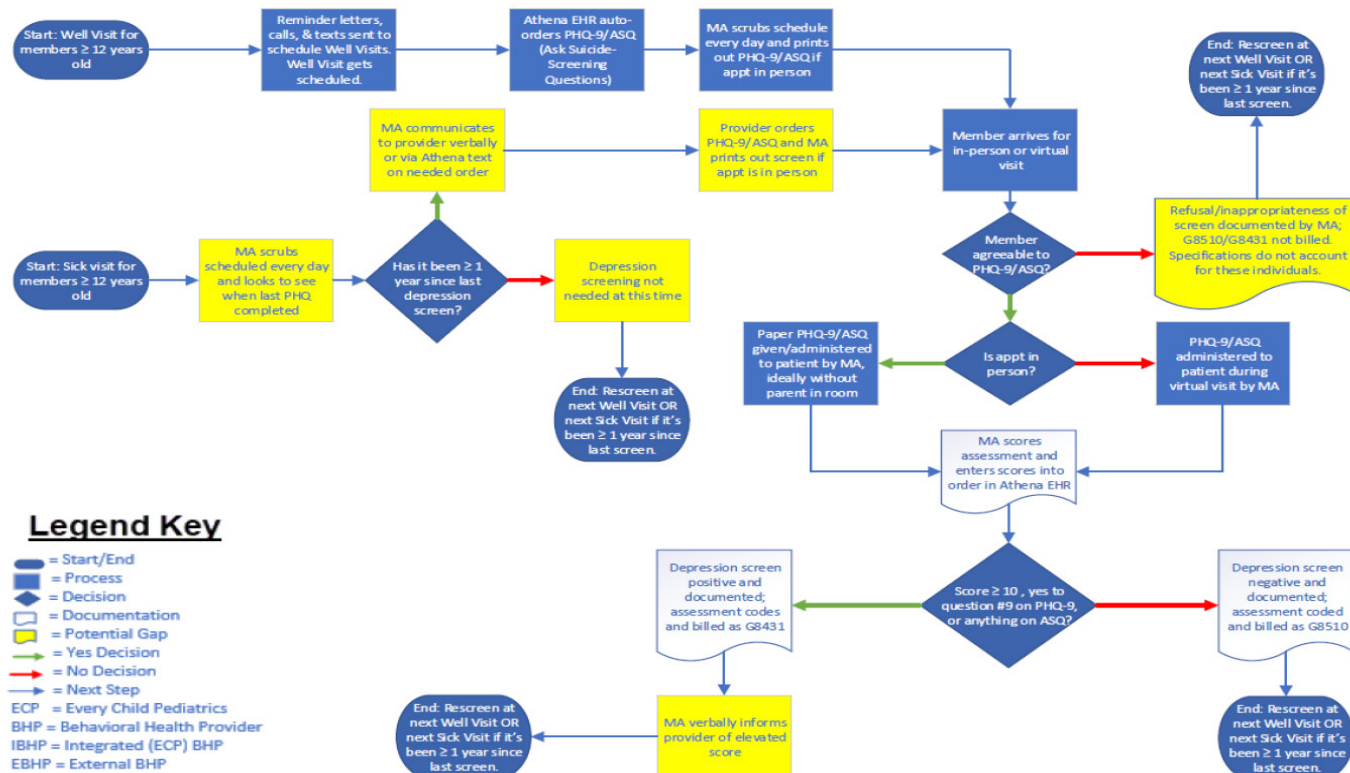 Start: Well Visit for
members ≥ 12 years
old
Reminder letters,
calls, & texts sent to
schedule Well Visits.
Well Visit gets
scheduled.
Athena EHR auto-
orders PHQ-9/ASQ
(Ask Suicide-
Screening
Questions)
MA scrubs schedule
every day and prints
out PHQ-9/ASQ if
appt in person
End: Rescreen at
next Well Visit OR
next Sick Visit if it's
been ≥ 1 year since
last screen.
MA communicates
to provider verbally
or via Athena text
on needed order
Provider orders
PHQ-9/ASQ and MA
prints out screen if
appt is in person
Member arrives for
in-person or virtual
visit
Refusal/inappropriateness of
screen documented by MA;
G8510/G8431 not billed.
Specifications do not account
for these individuals.
Member
agreeable to
PHQ-9/ASQ?
Start: Sick visit for
members ≥ 12 years
old
MA scrubs
scheduled every day
and looks to see
when last PHQ
completed
Has it been ≥ 1
year since last
depression
screen?
Depression
screening not
needed at this time
End: Rescreen at
next Well Visit OR
next Sick Visit if it's
been ≥ 1 year since
last screen.
Paper PHQ-9/ASQ
given/administered
to patient by MA,
ideally without
parent in room
Is appt in
person?
PHQ-9/ASQ
administered to
patient during
virtual visit by MA
MA scores
assessment and
enters scores into
order in Athena EHR
Depression screen
positive and
documented;
assessment codes
and billed as G8431
Score ≥ 10 , yes to
question #9 on PHQ-9,
or anything on ASQ?
Depression screen
negative and
documented;
assessment coded
and billed as G8510
End: Rescreen at
next Well Visit OR
next Sick Visit if it's
been ≥ 1 year since
last screen.
MA verbally informs
provider of elevated
score
End: Rescreen at
next Well Visit OR
next Sick Visit if it's
been ≥ 1 year since
last screen.
Legend Key
= Start/End
= Process
= Decision
= Documentation
= Potential Gap
= Yes Decision
= No Decision
= Next Step
ECP = Every Child Pediatrics
BHP = Behavioral Health Provider
IBHP = Integrated (ECP) BHP
EBHP = External BHP